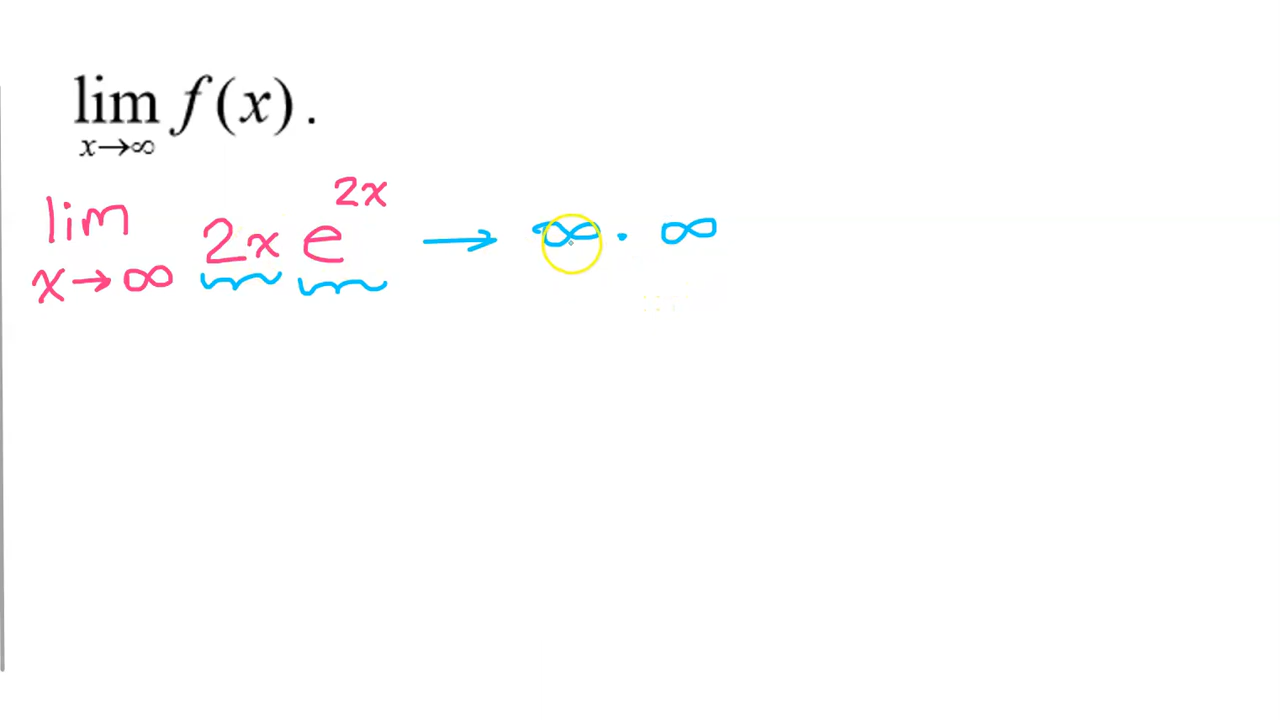 lim f(x).
x→∞
lim 2x e^2x → ∞ · ∞
x→∞